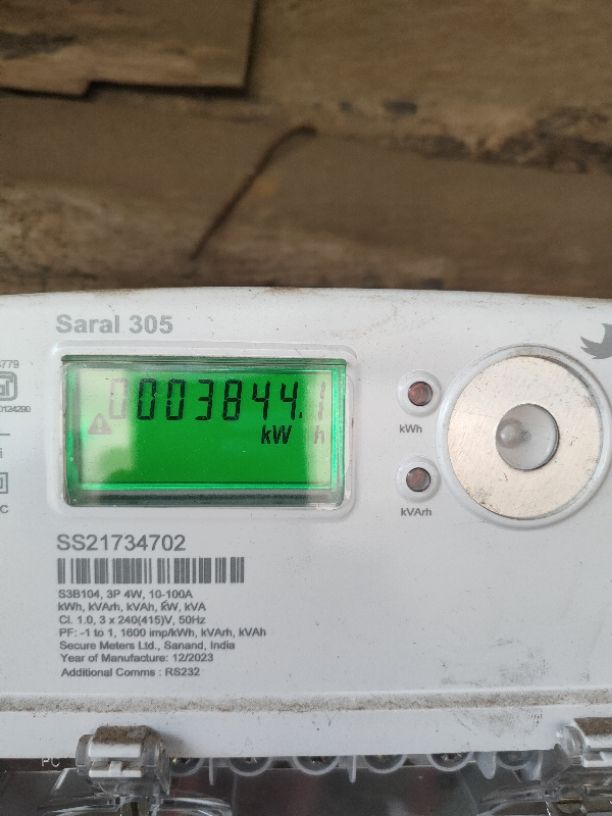 Saral 305
0003844.1
kW h
kWh
kVArh
SS21734702
S3B104, 3P 4W, 10-100A
kWh, kVArh, kVAh, kW, kVA
Cl. 1.0, 3 x 240(415)V, 50Hz
PF: -1 to 1, 1600 imp/kWh, kVArh, kVAh
Secure Meters Ltd., Sanand, India
Year of Manufacture: 12/2023
Additional Comms : RS232